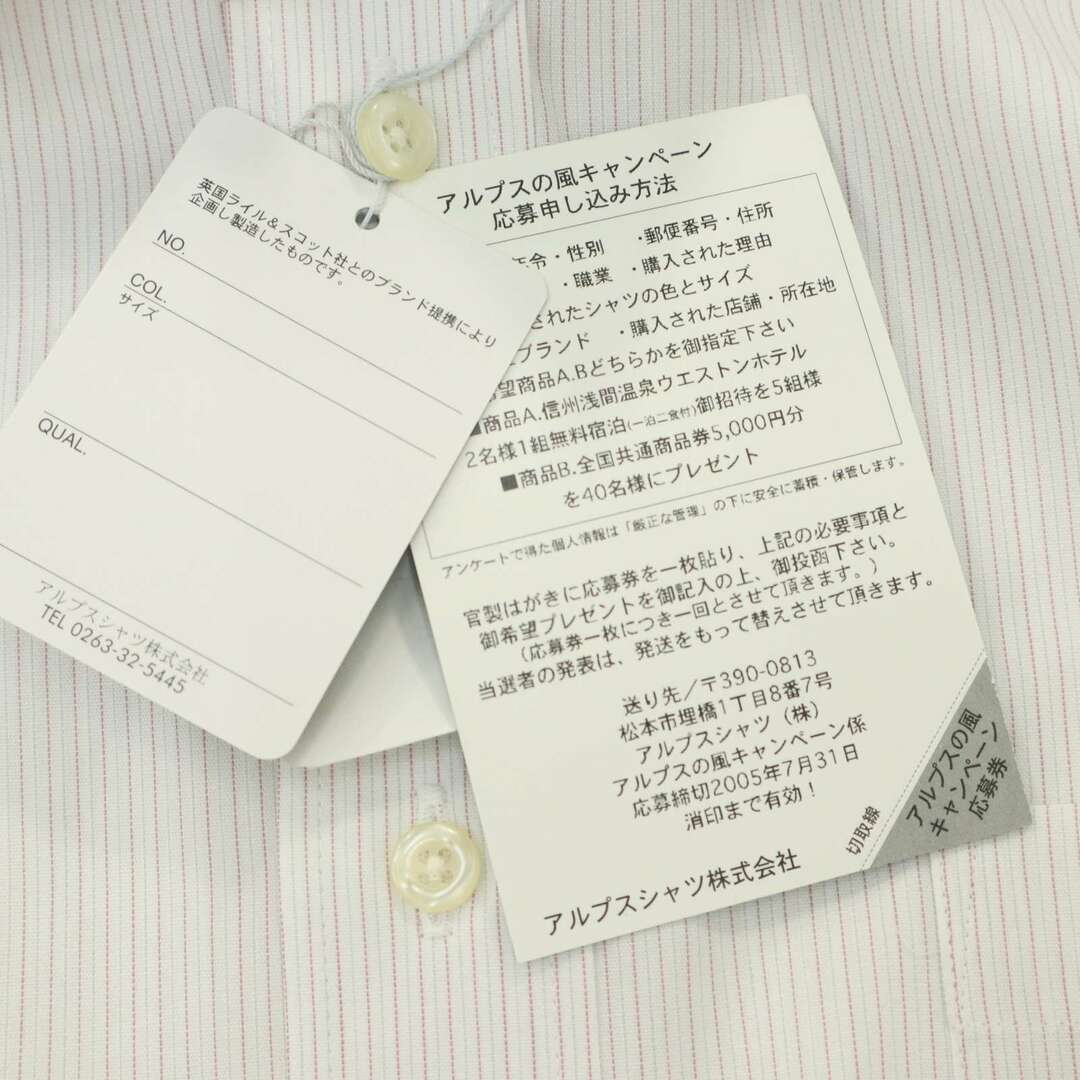 英国ライル&スコット社とのブランド提携により
企画し製造したものです。
NO.
COL.
サイズ
QUAL.
アルプスシャツ株式会社
TEL 0263-32-5445
アルプスの風キャンペーン
応募申し込み方法
令・性別 ・郵便番号・住所
・職業 ・購入された理由
されたシャツの色とサイズ
ブランド ・購入された店舗・所在地
望商品A.Bどちらかを御指定下さい
■商品A.信州浅間温泉ウエストンホテル
2名様1組無料宿泊(一泊二食付)御招待を5組様
■商品B.全国共通商品券5,000円分
を40名様にプレゼント
アンケートで得た個人情報は「厳正な管理」の下に安全に蓄積・保管します。
官製はがきに応募券を一枚貼り、上記の必要事項と
御希望プレゼントを御記入の上、御投函下さい。
(応募券一枚につき一回とさせて頂きます。)
当選者の発表は、発送をもって替えさせて頂きます。
送り先/〒390-0813
松本市埋橋1丁目8番7号
アルプスシャツ(株)
アルプスの風キャンペーン係
応募締切2005年7月31日
消印まで有効!
アルプスシャツ株式会社
切取線
アルプスの風
キャンペーン
応募券